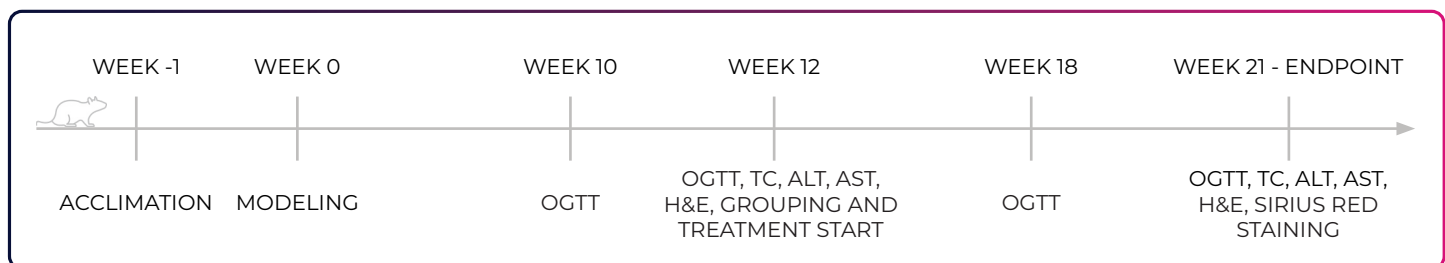 WEEK -1
WEEK 0
WEEK 10
WEEK 12
WEEK 18
WEEK 21 - ENDPOINT
ACCLIMATION
MODELING
OGTT
OGTT, TC, ALT, AST,
H&E, GROUPING AND
TREATMENT START
OGTT
OGTT, TC, ALT, AST,
H&E, SIRIUS RED
STAINING